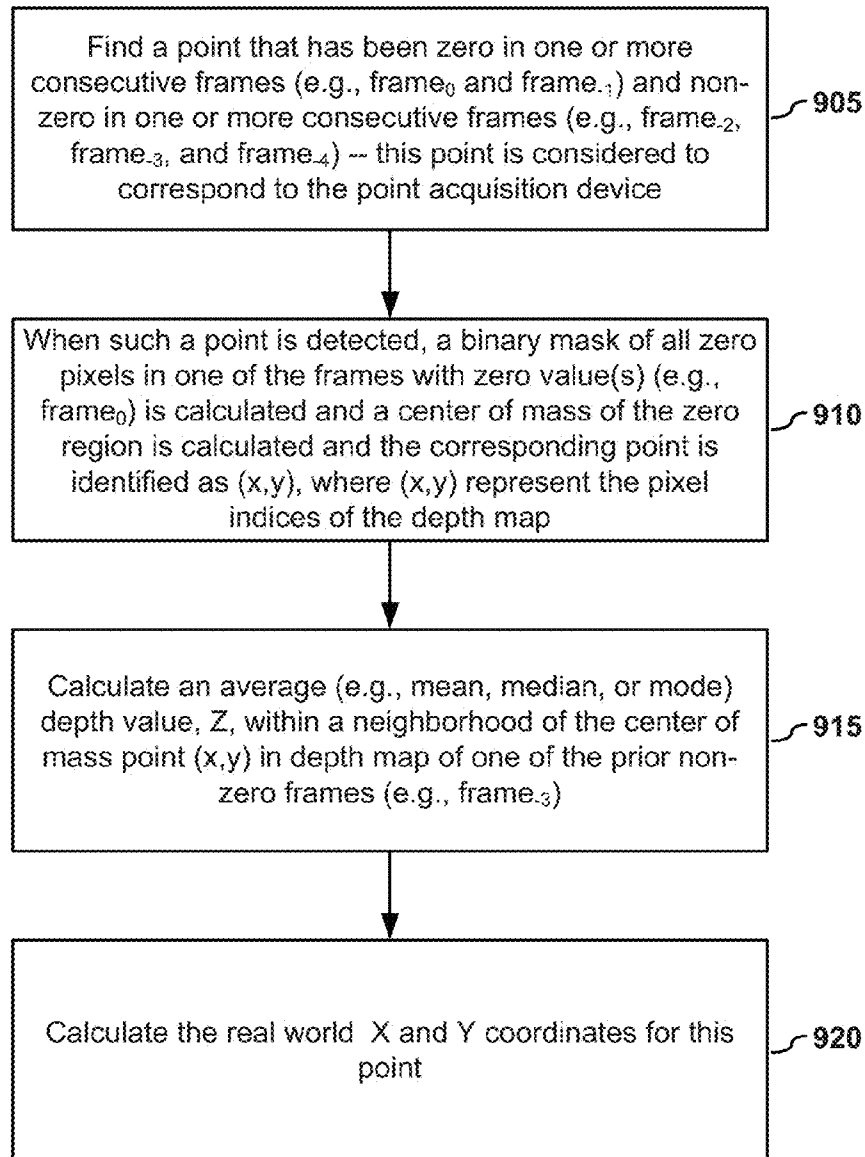 Find a point that has been zero in one or more
consecutive frames (e.g., frame₀ and frame₋₁) and non-
zero in one or more consecutive frames (e.g., frame₋₂,
frame₋₃, and frame₋₄) -- this point is considered to
correspond to the point acquisition device
905
When such a point is detected, a binary mask of all zero
pixels in one of the frames with zero value(s) (e.g.,
frame₀) is calculated and a center of mass of the zero
region is calculated and the corresponding point is
identified as (x,y), where (x,y) represent the pixel
indices of the depth map
910
Calculate an average (e.g., mean, median, or mode)
depth value, Z, within a neighborhood of the center of
mass point (x,y) in depth map of one of the prior non-
zero frames (e.g., frame₋₃)
915
Calculate the real world X and Y coordinates for this
point
920